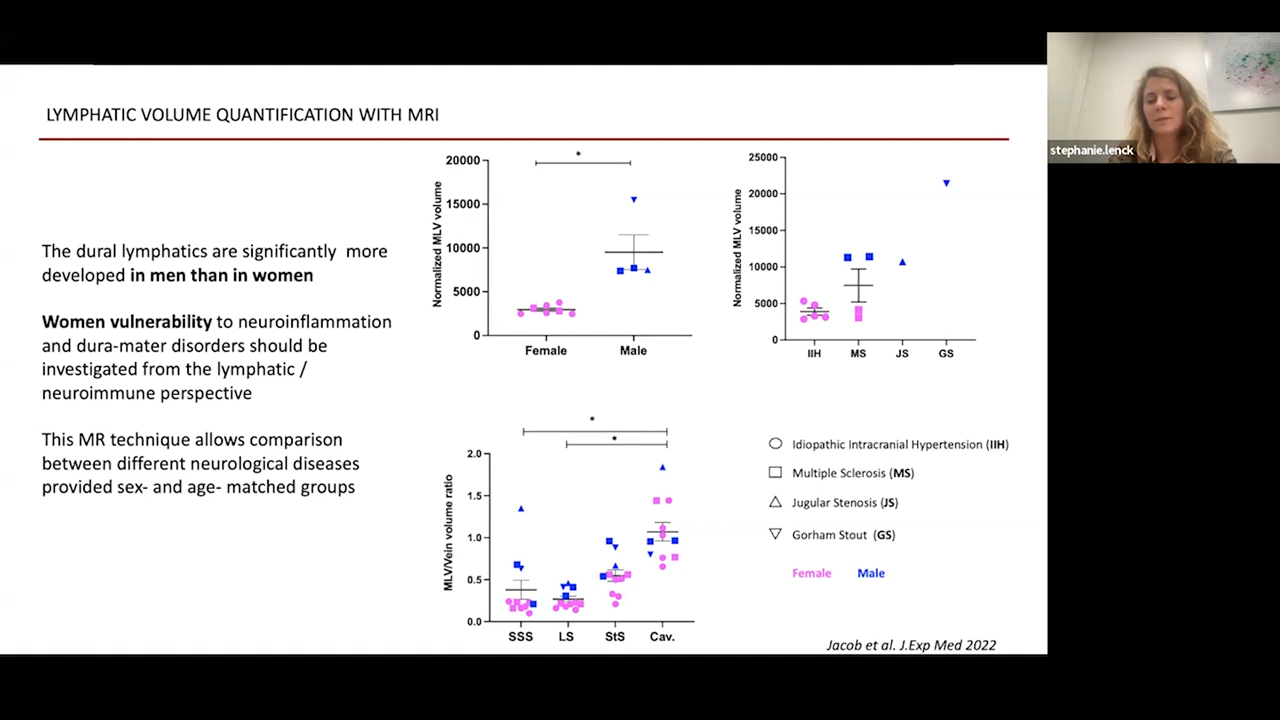 LYMPHATIC VOLUME QUANTIFICATION WITH MRI
stephanie.lenck
The dural lymphatics are significantly more
developed in men than in women
Women vulnerability to neuroinflammation
and dura-mater disorders should be
investigated from the lymphatic /
neuroimmune perspective
This MR technique allows comparison
between different neurological diseases
provided sex- and age- matched groups
Normalized MLV volume
20000
15000
10000
5000
0
*
Female
Male
Normalized MLV volume
25000
20000
15000
10000
5000
0
IIH
MS
JS
GS
MLV/Vein volume ratio
2.0
1.5
1.0
0.5
0.0
*
*
SSS
LS
StS
Cav.
Idiopathic Intracranial Hypertension (IIH)
Multiple Sclerosis (MS)
Jugular Stenosis (JS)
Gorham Stout (GS)
Female Male
Jacob et al. J.Exp Med 2022